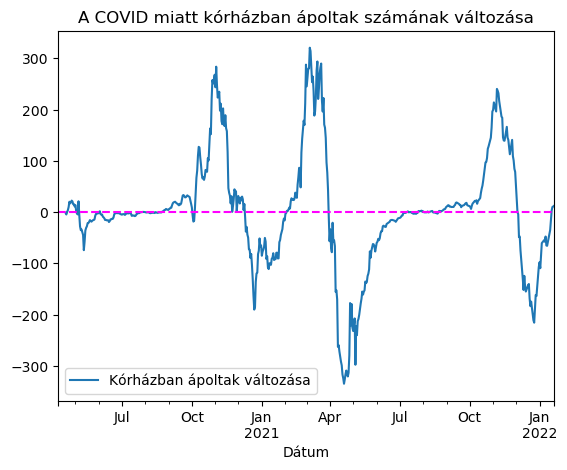 A COVID miatt kórházban ápoltak számának változása
300
200
100
0
−100
−200
−300
Kórházban ápoltak változása
Jul
Oct
Jan
2021
Apr
Jul
Oct
Jan
2022
Dátum